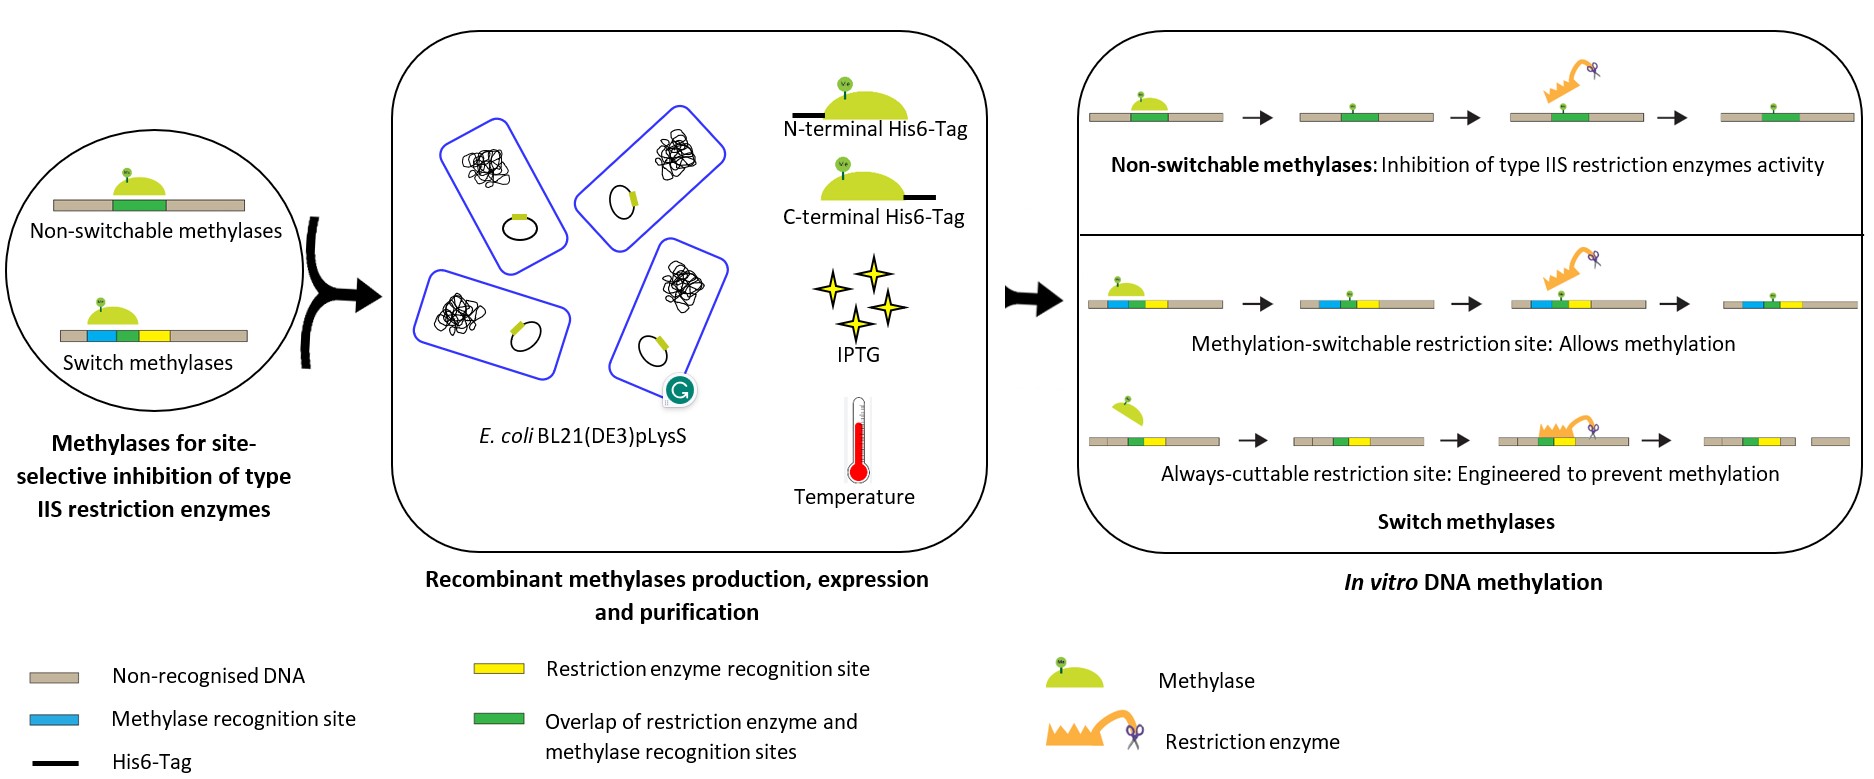 Non-switchable methylases
Switch methylases
Methylases for site-
selective inhibition of type
IIS restriction enzymes
N-terminal His6-Tag
C-terminal His6-Tag
IPTG
Temperature
E. coli BL21(DE3)pLysS
Recombinant methylases production, expression
and purification
Non-switchable methylases: Inhibition of type IIS restriction enzymes activity
Methylation-switchable restriction site: Allows methylation
Always-cuttable restriction site: Engineered to prevent methylation
Switch methylases
In vitro DNA methylation
Non-recognised DNA
Methylase recognition site
His6-Tag
Restriction enzyme recognition site
Overlap of restriction enzyme and
methylase recognition sites
Methylase
Restriction enzyme